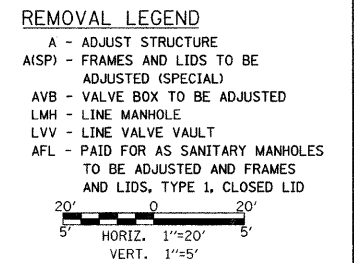 REMOVAL LEGEND
A - ADJUST STRUCTURE
A(SP) - FRAMES AND LIDS TO BE
ADJUSTED (SPECIAL)
AVB - VALVE BOX TO BE ADJUSTED
LMH - LINE MANHOLE
LVV - LINE VALVE VAULT
AFL - PAID FOR AS SANITARY MANHOLES
TO BE ADJUSTED AND FRAMES
AND LIDS, TYPE 1, CLOSED LID
20' 0 20'
5' HORIZ. 1"=20' 5'
VERT. 1"=5'